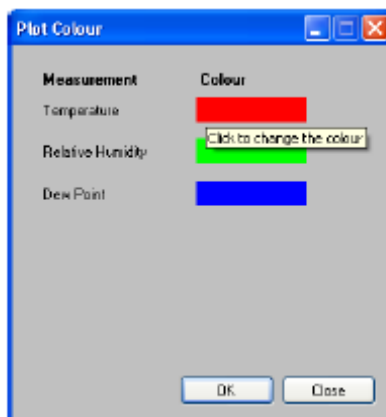 Plot Colour
Measurement Colour
Temperature
Click to change the colour
Relative Humidity
Dew Point
OK Close